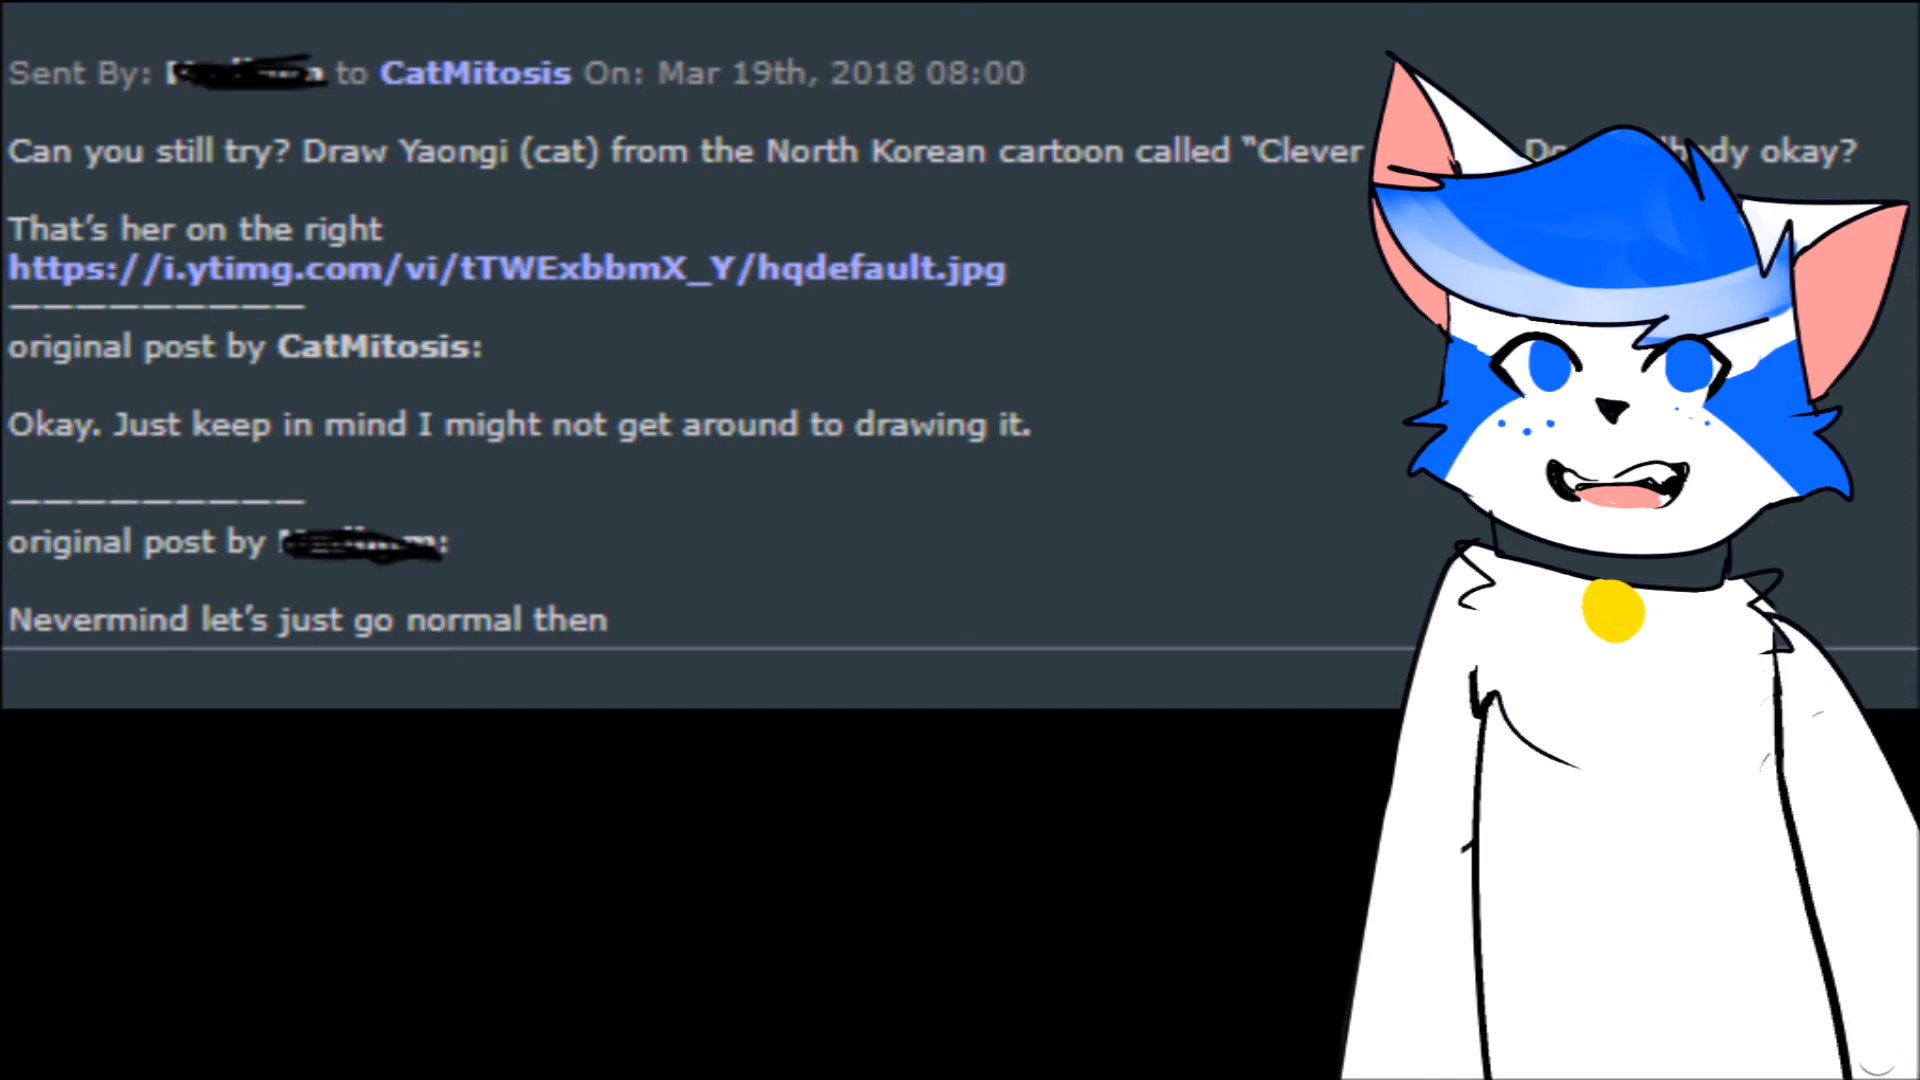 Sent By: to CatMitosis On: Mar 19th, 2018 08:00
Can you still try? Draw Yaongi (cat) from the North Korean cartoon called “Clever okay?
That’s her on the right
https://i.ytimg.com/vi/tTWExbbmX_Y/hqdefault.jpg
—————————
original post by CatMitosis:
Okay. Just keep in mind I might not get around to drawing it.
—————————
original post by :
Nevermind let’s just go normal then